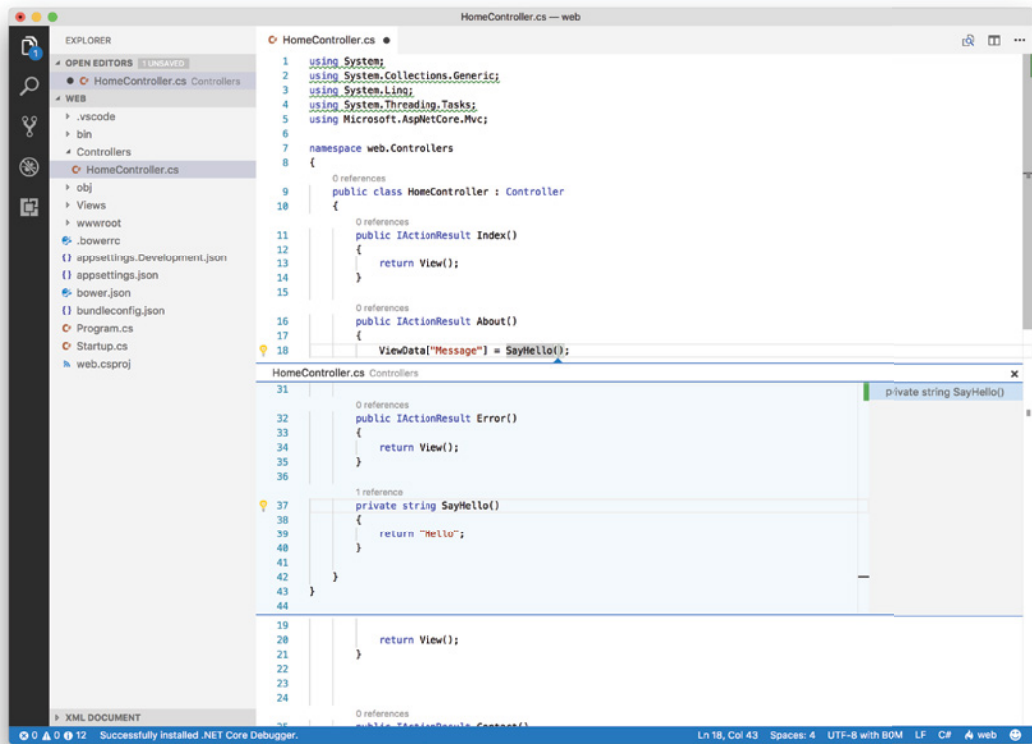 HomeController.cs — web
EXPLORER
OPEN EDITORS 1 UNSAVED
HomeController.cs Controllers
WEB
.vscode
bin
Controllers
HomeController.cs
obj
Views
wwwroot
.bowerrc
{} appsettings.Development.json
{} appsettings.json
bower.json
{} bundleconfig.json
Program.cs
Startup.cs
web.csproj
XML DOCUMENT
1
HomeController.cs
1 using System;
2 using System.Collections.Generic;
3 using System.Linq;
4 using System.Threading.Tasks;
5 using Microsoft.AspNetCore.Mvc;
6
7 namespace web.Controllers
8 {
0 references
9 public class HomeController : Controller
10 {
0 references
11 public IActionResult Index()
12 {
13 return View();
14 }
15
0 references
16 public IActionResult About()
17 {
18 ViewData["Message"] = SayHello();
HomeController.cs Controllers
31
0 references
32 public IActionResult Error()
33 {
34 return View();
35 }
36
1 reference
37 private string SayHello()
38 {
39 return "Hello";
40 }
41
42 }
43 }
44
private string SayHello()
19
20 return View();
21 }
22
23
24
0 references
25 public IActionResult Contact()
0 0 12 Successfully installed .NET Core Debugger.
Ln 18, Col 43 Spaces: 4 UTF-8 with BOM LF C# web